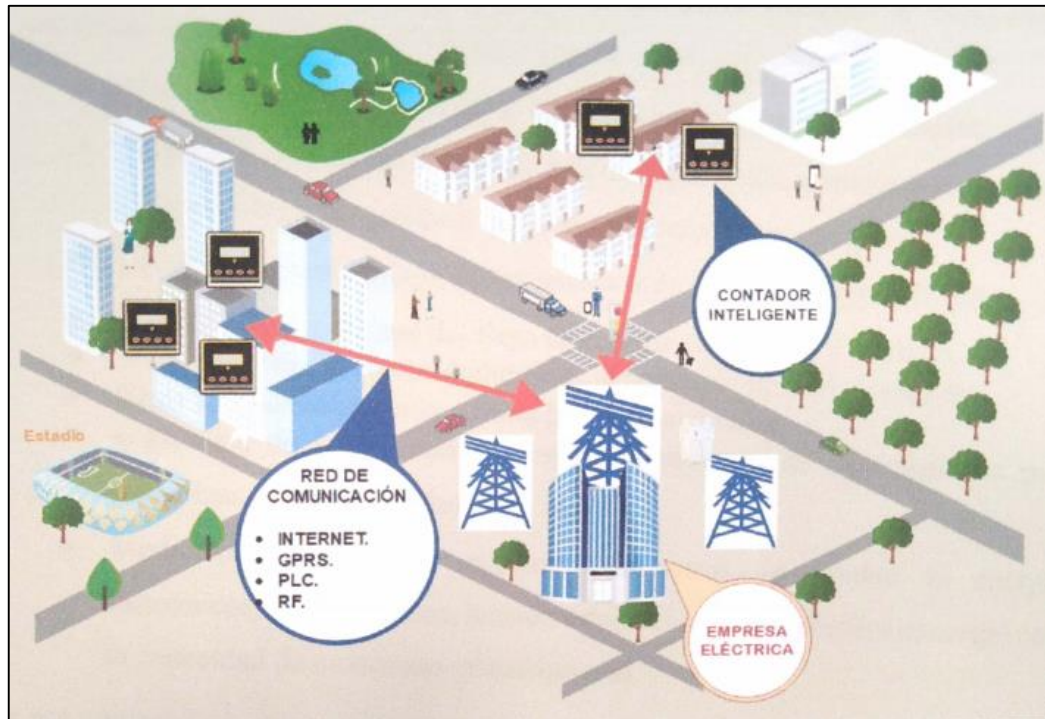 CONTADOR
INTELIGENTE
Estadio
RED DE
COMUNICACIÓN
• INTERNET.
• GPRS.
• PLC.
• RF.
EMPRESA
ELÉCTRICA